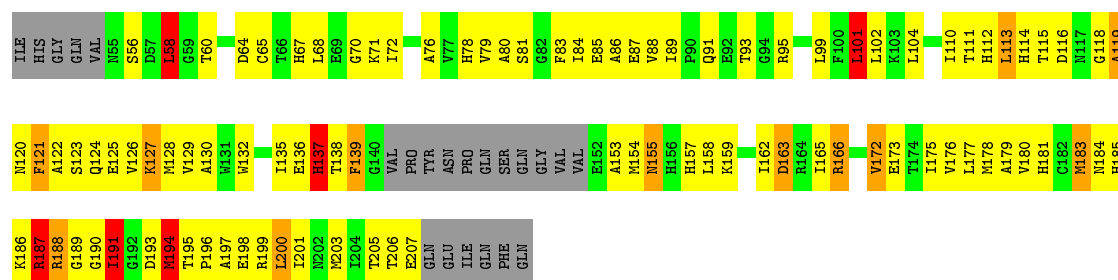 ILE HIS GLY GLN VAL N55 S56 D57 L58 G59 T60 D64 C65 T66 H67 L68 E69 G70 K71 I72 A76 V77 H78 V79 A80 S81 G82 F83 I84 E85 A86 E87 V88 I89 P90 Q91 E92 T93 G94 R95 L99 F100 L101 L102 K103 L104 I110 T111 H112 L113 H114 T115 D116 N117 G118 A119
N120 F121 A122 S123 Q124 E125 V126 K127 M128 V129 A130 W131 W132 I135 E136 H137 T138 F139 G140 VAL PRO TYR ASN PRO GLN SER GLN GLY VAL VAL E152 A153 M154 N155 H156 H157 L158 K159 I162 D163 R164 I165 R166 V172 E173 T174 I175 V176 L177 M178 A179 V180 H181 C182 M183 N184 H185
K186 R187 R188 G189 G190 I191 G192 D193 M194 T195 P196 A197 E198 R199 L200 I201 N202 M203 I204 T205 T206 E207 GLN GLU ILE GLN PHE GLN